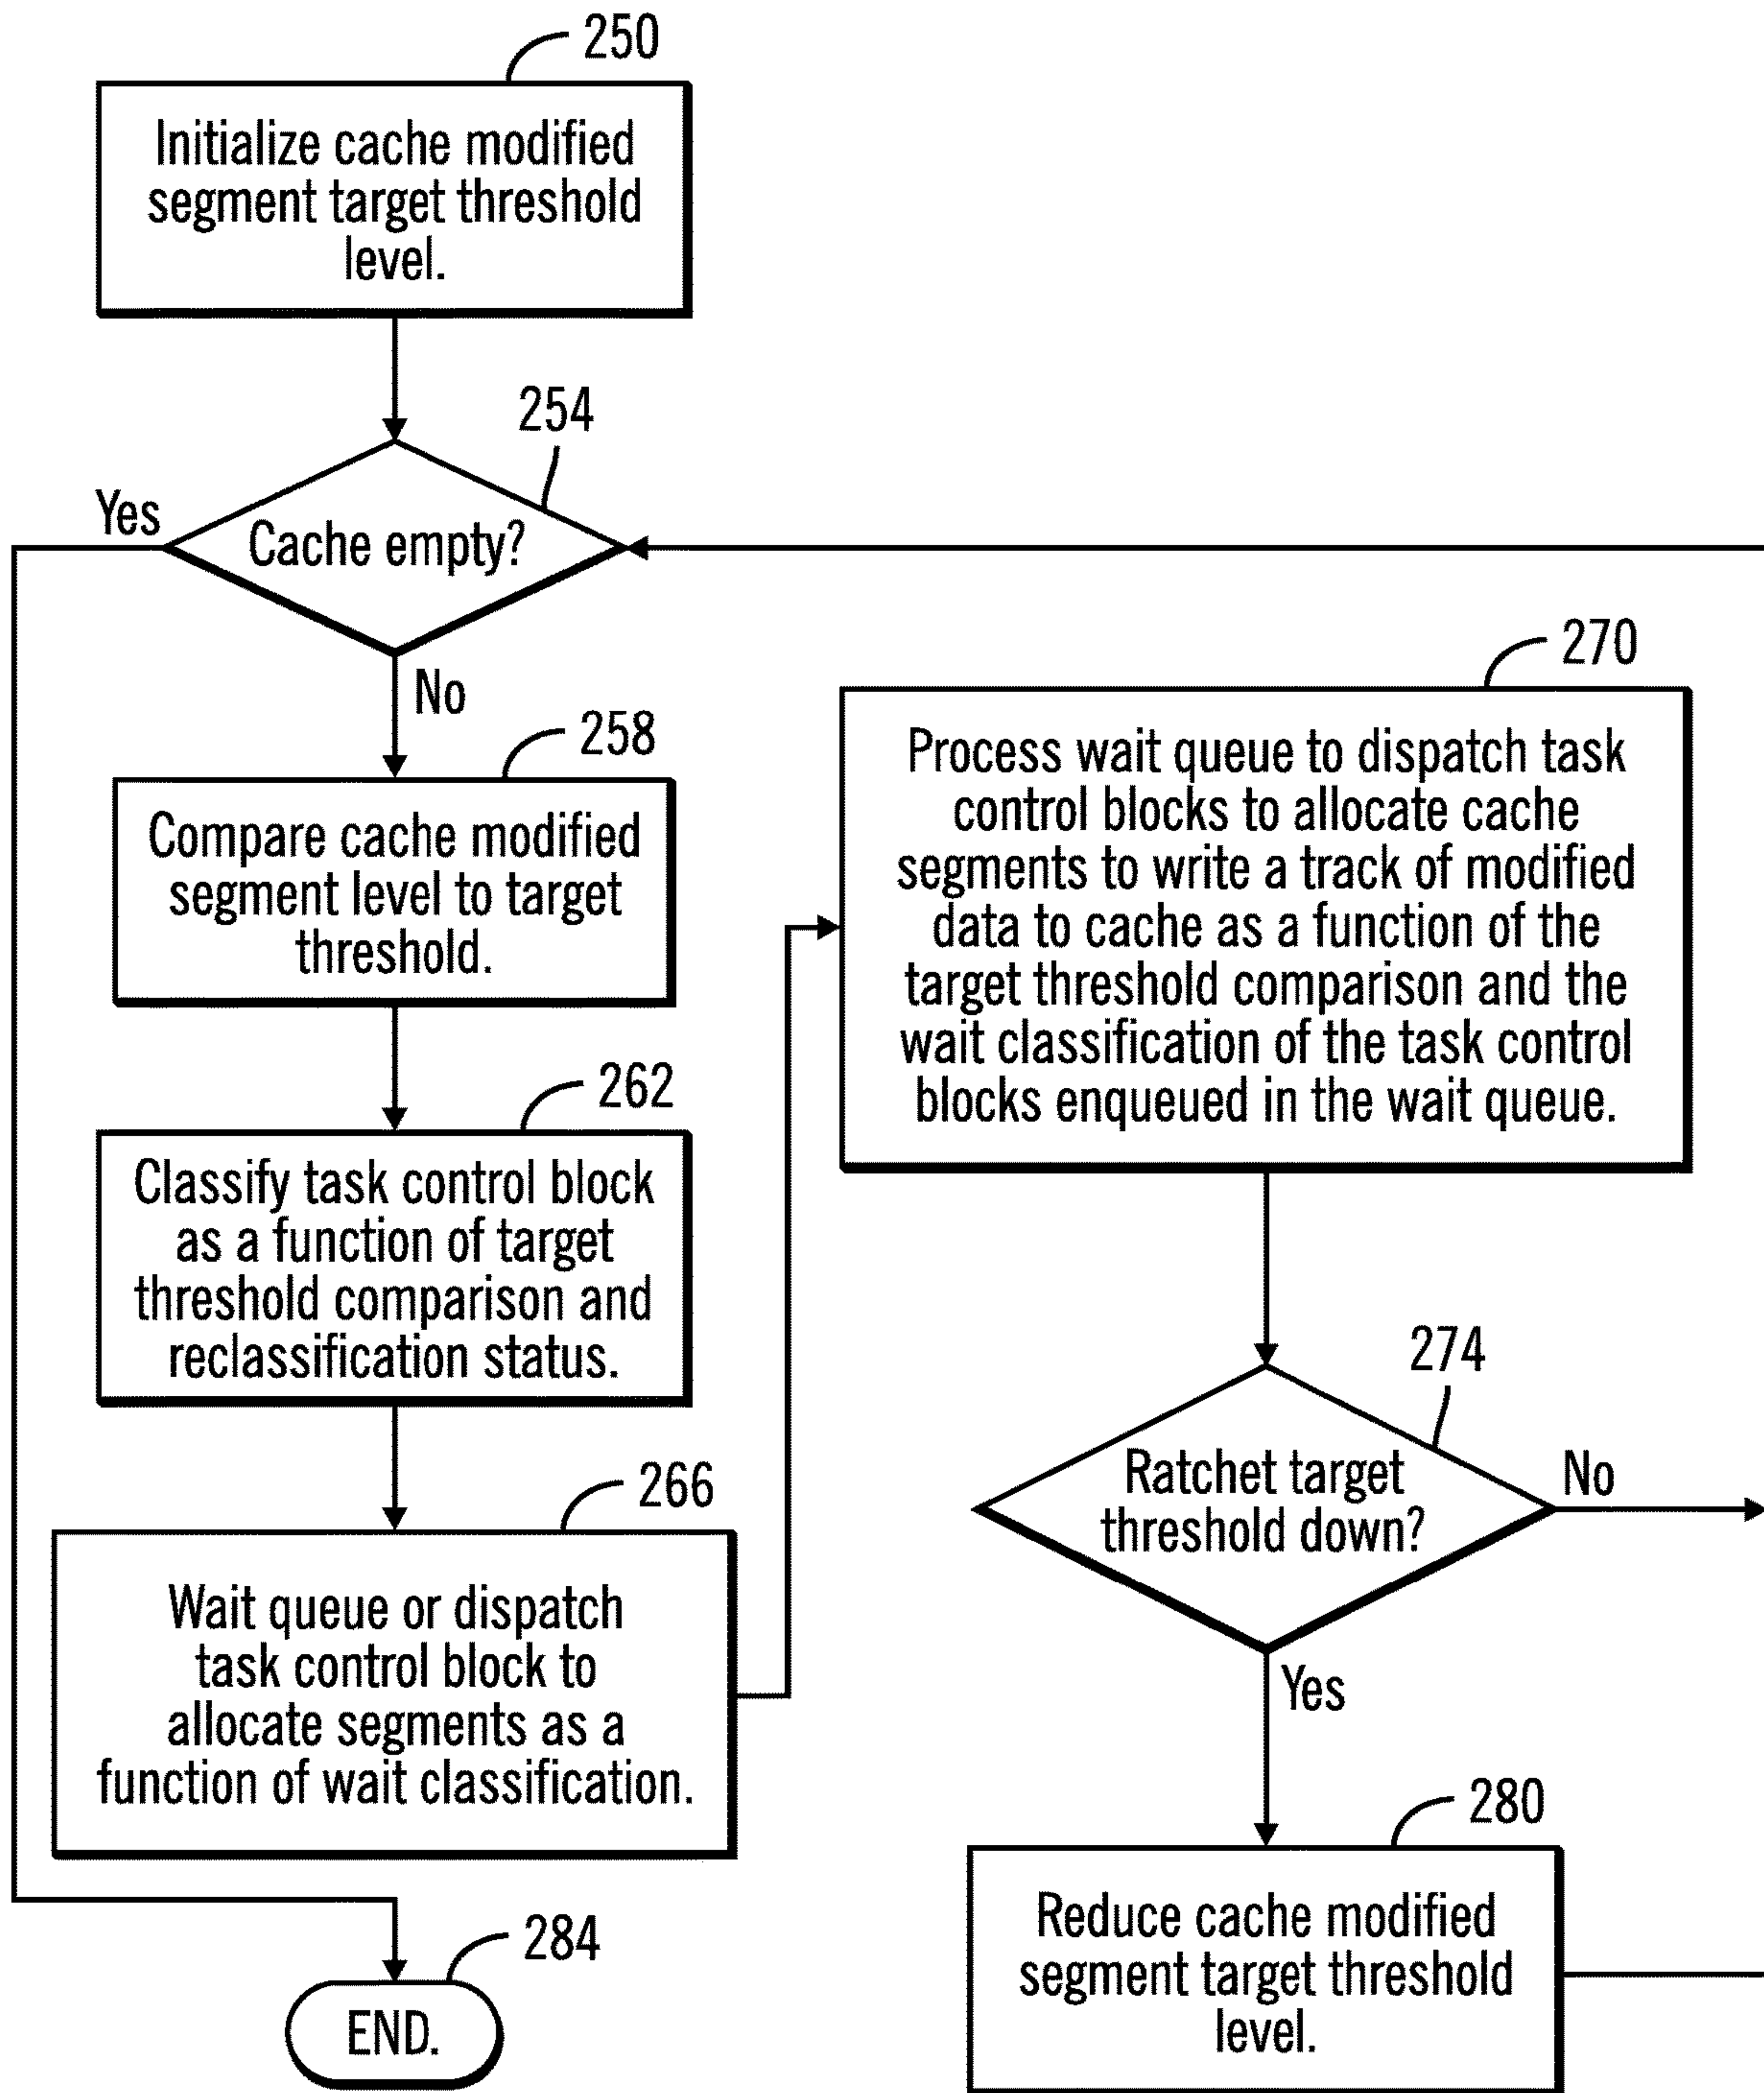 250
Initialize cache modified
segment target threshold
level.
254
Yes
Cache empty?
No
258
Compare cache modified
segment level to target
threshold.
262
Classify task control block
as a function of target
threshold comparison and
reclassification status.
266
Wait queue or dispatch
task control block to
allocate segments as a
function of wait classification.
270
Process wait queue to dispatch task
control blocks to allocate cache
segments to write a track of modified
data to cache as a function of the
target threshold comparison and the
wait classification of the task control
blocks enqueued in the wait queue.
274
Ratchet target
threshold down?
No
Yes
280
Reduce cache modified
segment target threshold
level.
284
END.